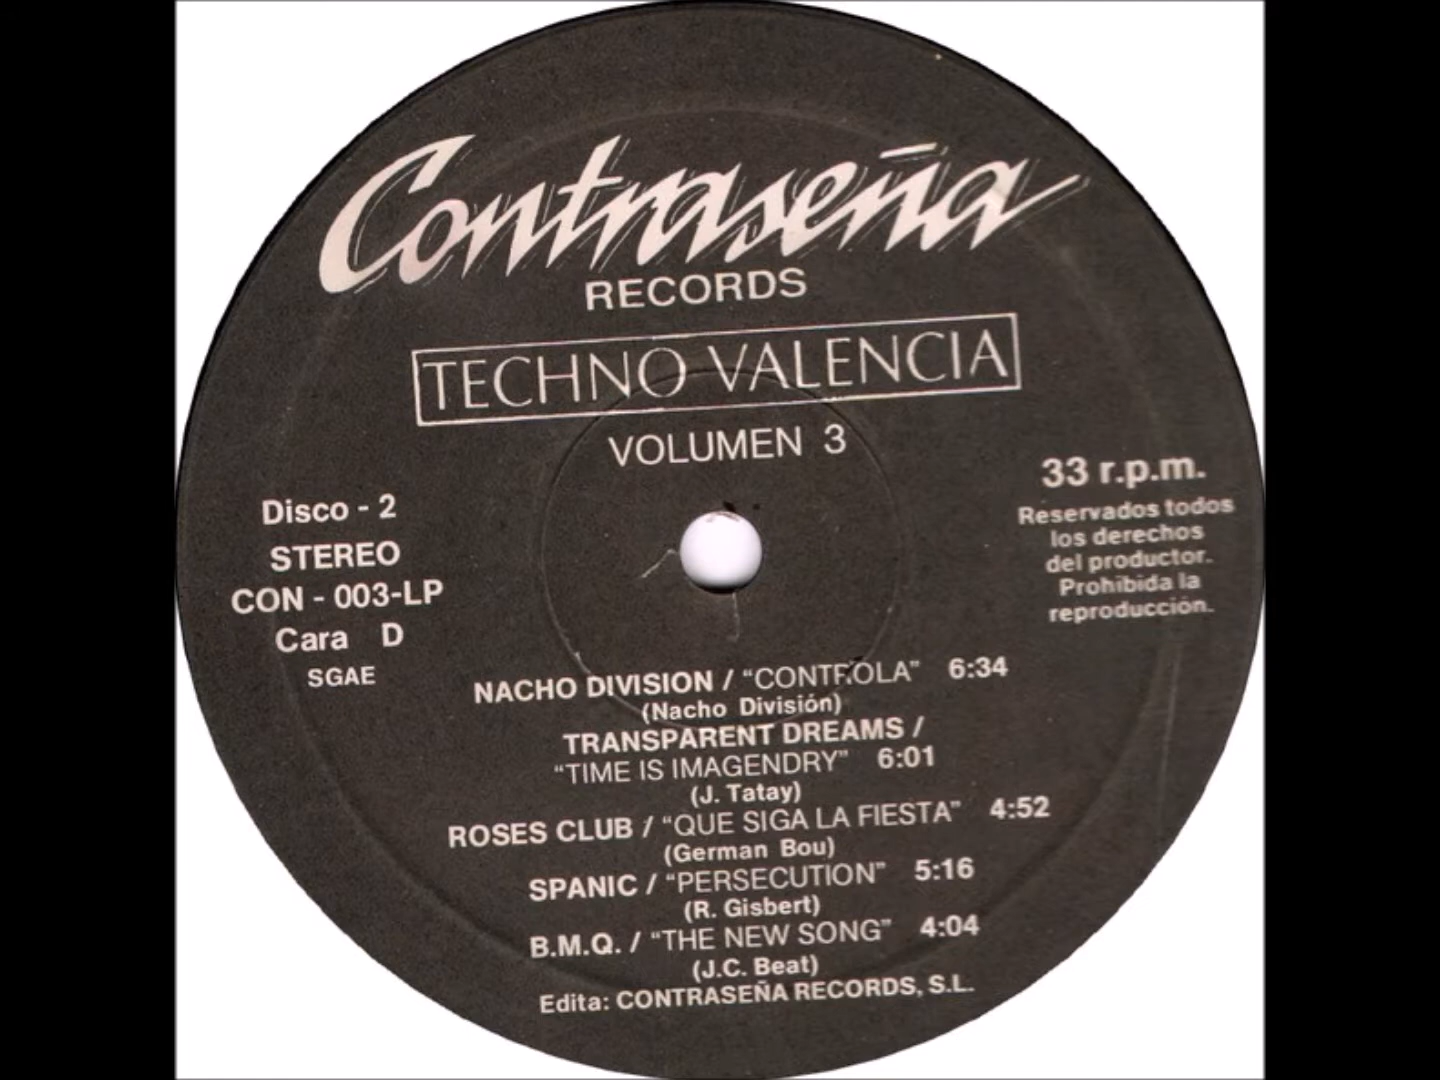 Contraseña
RECORDS
TECHNO VALENCIA
VOLUMEN 3
33 r.p.m.
Reservados todos
los derechos
del productor.
Prohibida la
reproducción.
Disco - 2
STEREO
CON - 003-LP
Cara D
SGAE
NACHO DIVISION / “CONTROLA” 6:34
(Nacho División)
TRANSPARENT DREAMS /
“TIME IS IMAGENDRY” 6:01
(J. Tatay)
ROSES CLUB / “QUE SIGA LA FIESTA” 4:52
(German Bou)
SPANIC / “PERSECUTION” 5:16
(R. Gisbert)
B.M.Q. / “THE NEW SONG” 4:04
(J.C. Beat)
Edita: CONTRASEÑA RECORDS, S.L.